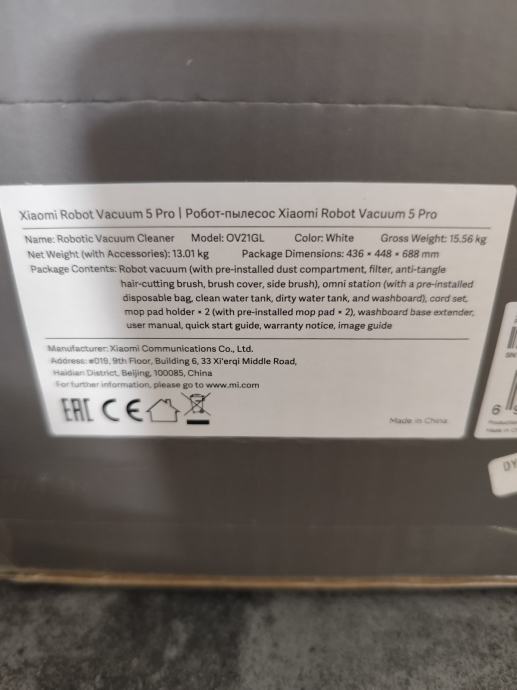 Xiaomi Robot Vacuum 5 Pro | Робот-пылесос Xiaomi Robot Vacuum 5 Pro
Name: Robotic Vacuum Cleaner Model: OV21GL Color: White Gross Weight: 15.56 kg
Net Weight (with Accessories): 13.01 kg Package Dimensions: 436 × 448 × 688 mm
Package Contents: Robot vacuum (with pre-installed dust compartment, filter, anti-tangle
hair-cutting brush, brush cover, side brush), omni station (with a pre-installed
disposable bag, clean water tank, dirty water tank, and washboard), cord set,
mop pad holder × 2 (with pre-installed mop pad × 2), washboard base extender,
user manual, quick start guide, warranty notice, image guide
Manufacturer: Xiaomi Communications Co., Ltd.
Address: #019, 9th Floor, Building 6, 33 Xi'erqi Middle Road,
Haidian District, Beijing, 100085, China
For further information, please go to www.mi.com
EAC CE
Made in China
SN
6